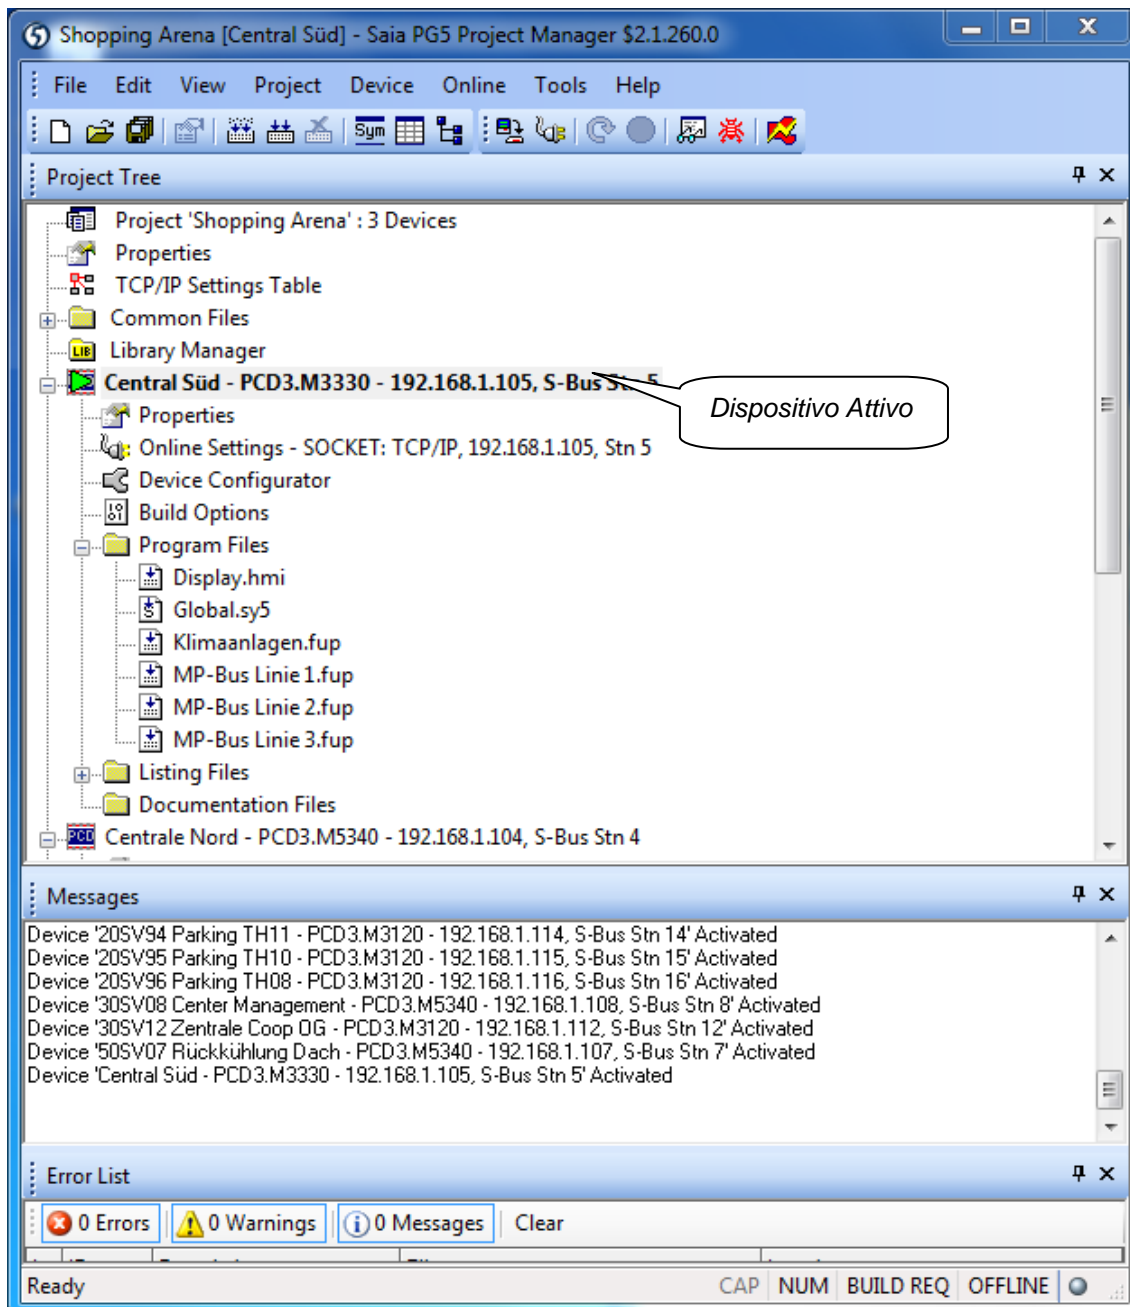 Shopping Arena [Central Süd] - Saia PG5 Project Manager $2.1.260.0
File Edit View Project Device Online Tools Help
Sym
Project Tree
Project 'Shopping Arena' : 3 Devices
Properties
TCP/IP Settings Table
Common Files
LIB Library Manager
Central Süd - PCD3.M3330 - 192.168.1.105, S-Bus Stn 5
Dispositivo Attivo
Properties
Online Settings - SOCKET: TCP/IP, 192.168.1.105, Stn 5
Device Configurator
Build Options
Program Files
Display.hmi
Global.sy5
Klimaanlagen.fup
MP-Bus Linie 1.fup
MP-Bus Linie 2.fup
MP-Bus Linie 3.fup
Listing Files
Documentation Files
PCD Centrale Nord - PCD3.M5340 - 192.168.1.104, S-Bus Stn 4
Messages
Device '20SV94 Parking TH11 - PCD3.M3120 - 192.168.1.114, S-Bus Stn 14' Activated
Device '20SV95 Parking TH10 - PCD3.M3120 - 192.168.1.115, S-Bus Stn 15' Activated
Device '20SV96 Parking TH08 - PCD3.M3120 - 192.168.1.116, S-Bus Stn 16' Activated
Device '30SV08 Center Management - PCD3.M5340 - 192.168.1.108, S-Bus Stn 8' Activated
Device '30SV12 Zentrale Coop OG - PCD3.M3120 - 192.168.1.112, S-Bus Stn 12' Activated
Device '50SV07 Rückkühlung Dach - PCD3.M5340 - 192.168.1.107, S-Bus Stn 7' Activated
Device 'Central Süd - PCD3.M3330 - 192.168.1.105, S-Bus Stn 5' Activated
Error List
0 Errors 0 Warnings 0 Messages Clear
Ready CAP NUM BUILD REQ OFFLINE